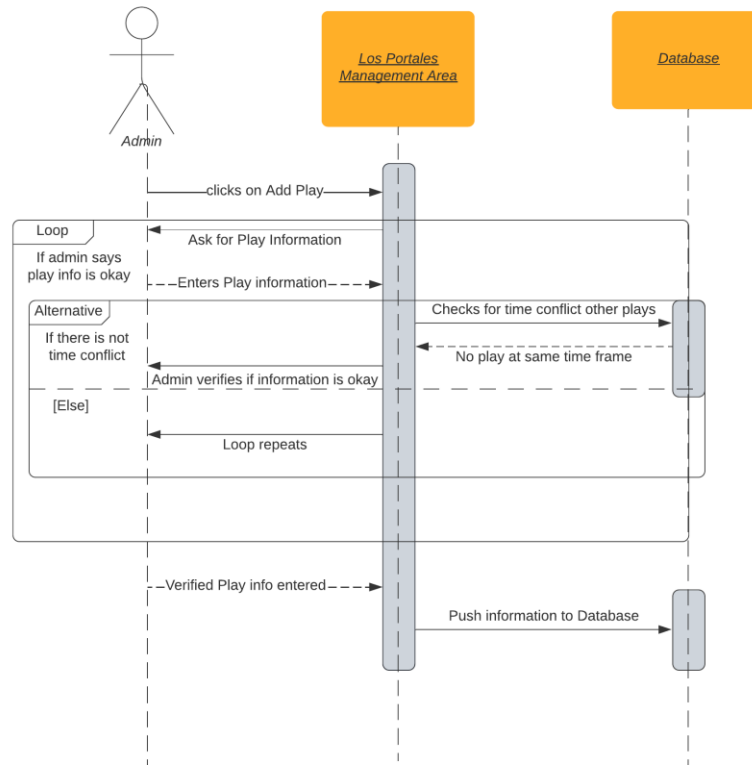 Los Portales
Management Area
Database
Admin
clicks on Add Play
Loop
Ask for Play Information
If admin says
play info is okay
Enters Play information
Alternative
Checks for time conflict other plays
If there is not
time conflict
No play at same time frame
Admin verifies if information is okay
[Else]
Loop repeats
Verified Play info entered
Push information to Database